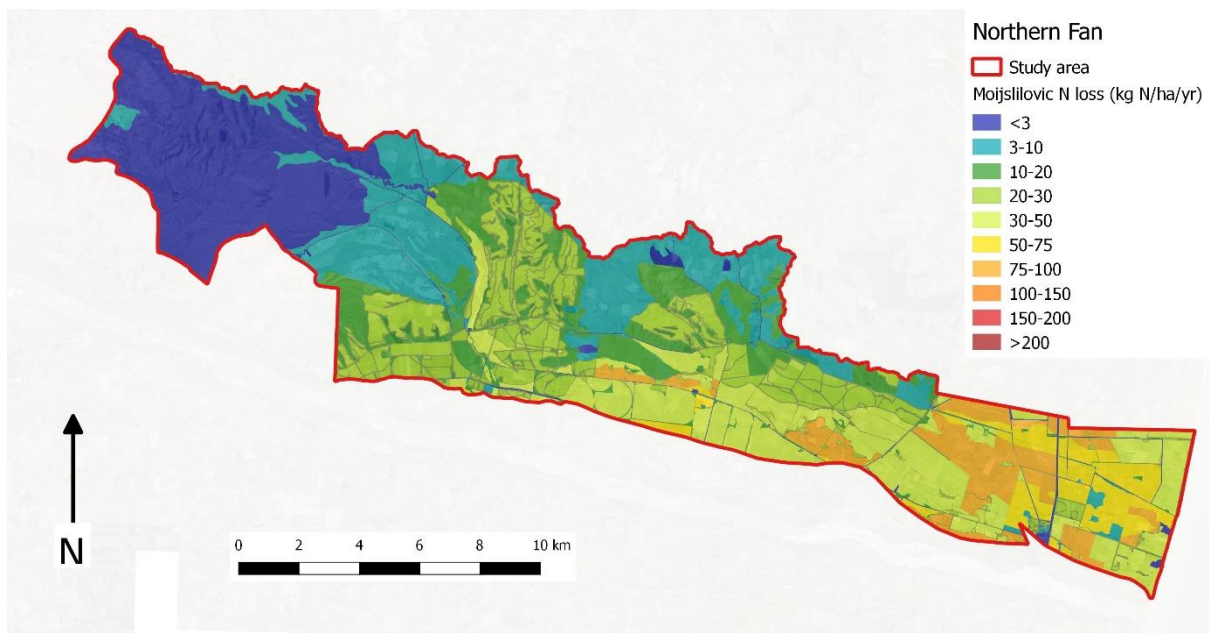 Northern Fan
Study area
Moijslilovic N loss (kg N/ha/yr)
<3
3-10
10-20
20-30
30-50
50-75
75-100
100-150
150-200
>200
N
0 2 4 6 8 10 km